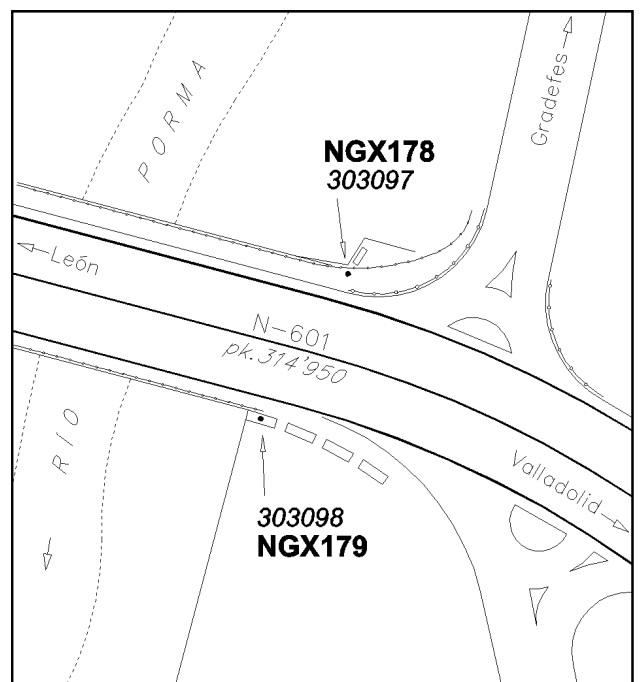 Gradefes
PORMA
NGX178
303097
León
N-601
pk.314'950
RIO
Valladolid
303098
NGX179